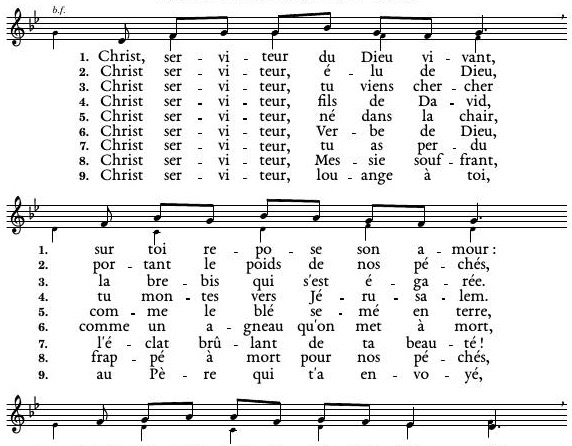 b.f.
1. Christ, ser - vi - teur du Dieu vi - vant,
2. Christ ser - vi - teur, é - lu de Dieu,
3. Christ ser - vi - teur, tu viens cher - cher
4. Christ ser - vi - teur, fils de Da - vid,
5. Christ ser - vi - teur, né dans la chair,
6. Christ ser - vi - teur, Ver - be de Dieu,
7. Christ ser - vi - teur, tu as per - du
8. Christ ser - vi - teur, Mes - sie souf - frant,
9. Christ ser - vi - teur, lou - ange à toi,
1. sur toi re - po - se son a - mour :
2. por - tant le poids de nos pé - chés,
3. la bre - bis qui s'est é - ga - rée.
4. tu mon - tes vers Jé - ru - sa - lem.
5. com - me le blé se - mé en terre,
6. comme un a - gneau qu'on met à mort,
7. l'é - clat brû - lant de ta beau - té !
8. frap - pé à mort pour nos pé - chés,
9. au Pè - re qui t'a en - vo - yé,